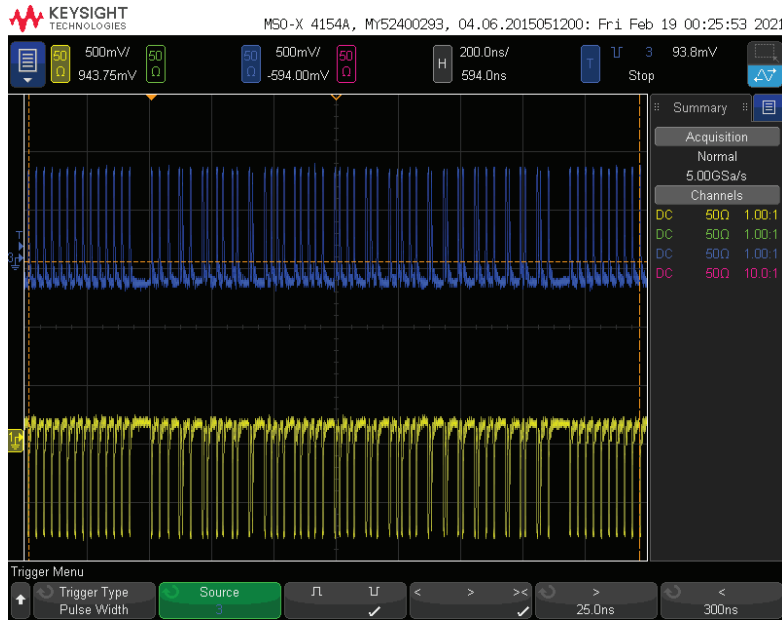 KEYSIGHT
TECHNOLOGIES
MSO-X 4154A, MY52400293, 04.06.2015051200: Fri Feb 19 00:25:53 2021
50 Ω 500mV/ 943.75mV 50 Ω 50 Ω 500mV/ -594.00mV 50 Ω H 200.0ns/ 594.0ns T 3 93.8mV Stop
Summary
Acquisition
Normal
5.00GSa/s
Channels
DC 50Ω 1.00:1
DC 50Ω 1.00:1
DC 50Ω 1.00:1
DC 50Ω 10.0:1
T
3
1
Trigger Menu
Trigger Type Source < > >< > <
Pulse Width 3 25.0ns 300ns